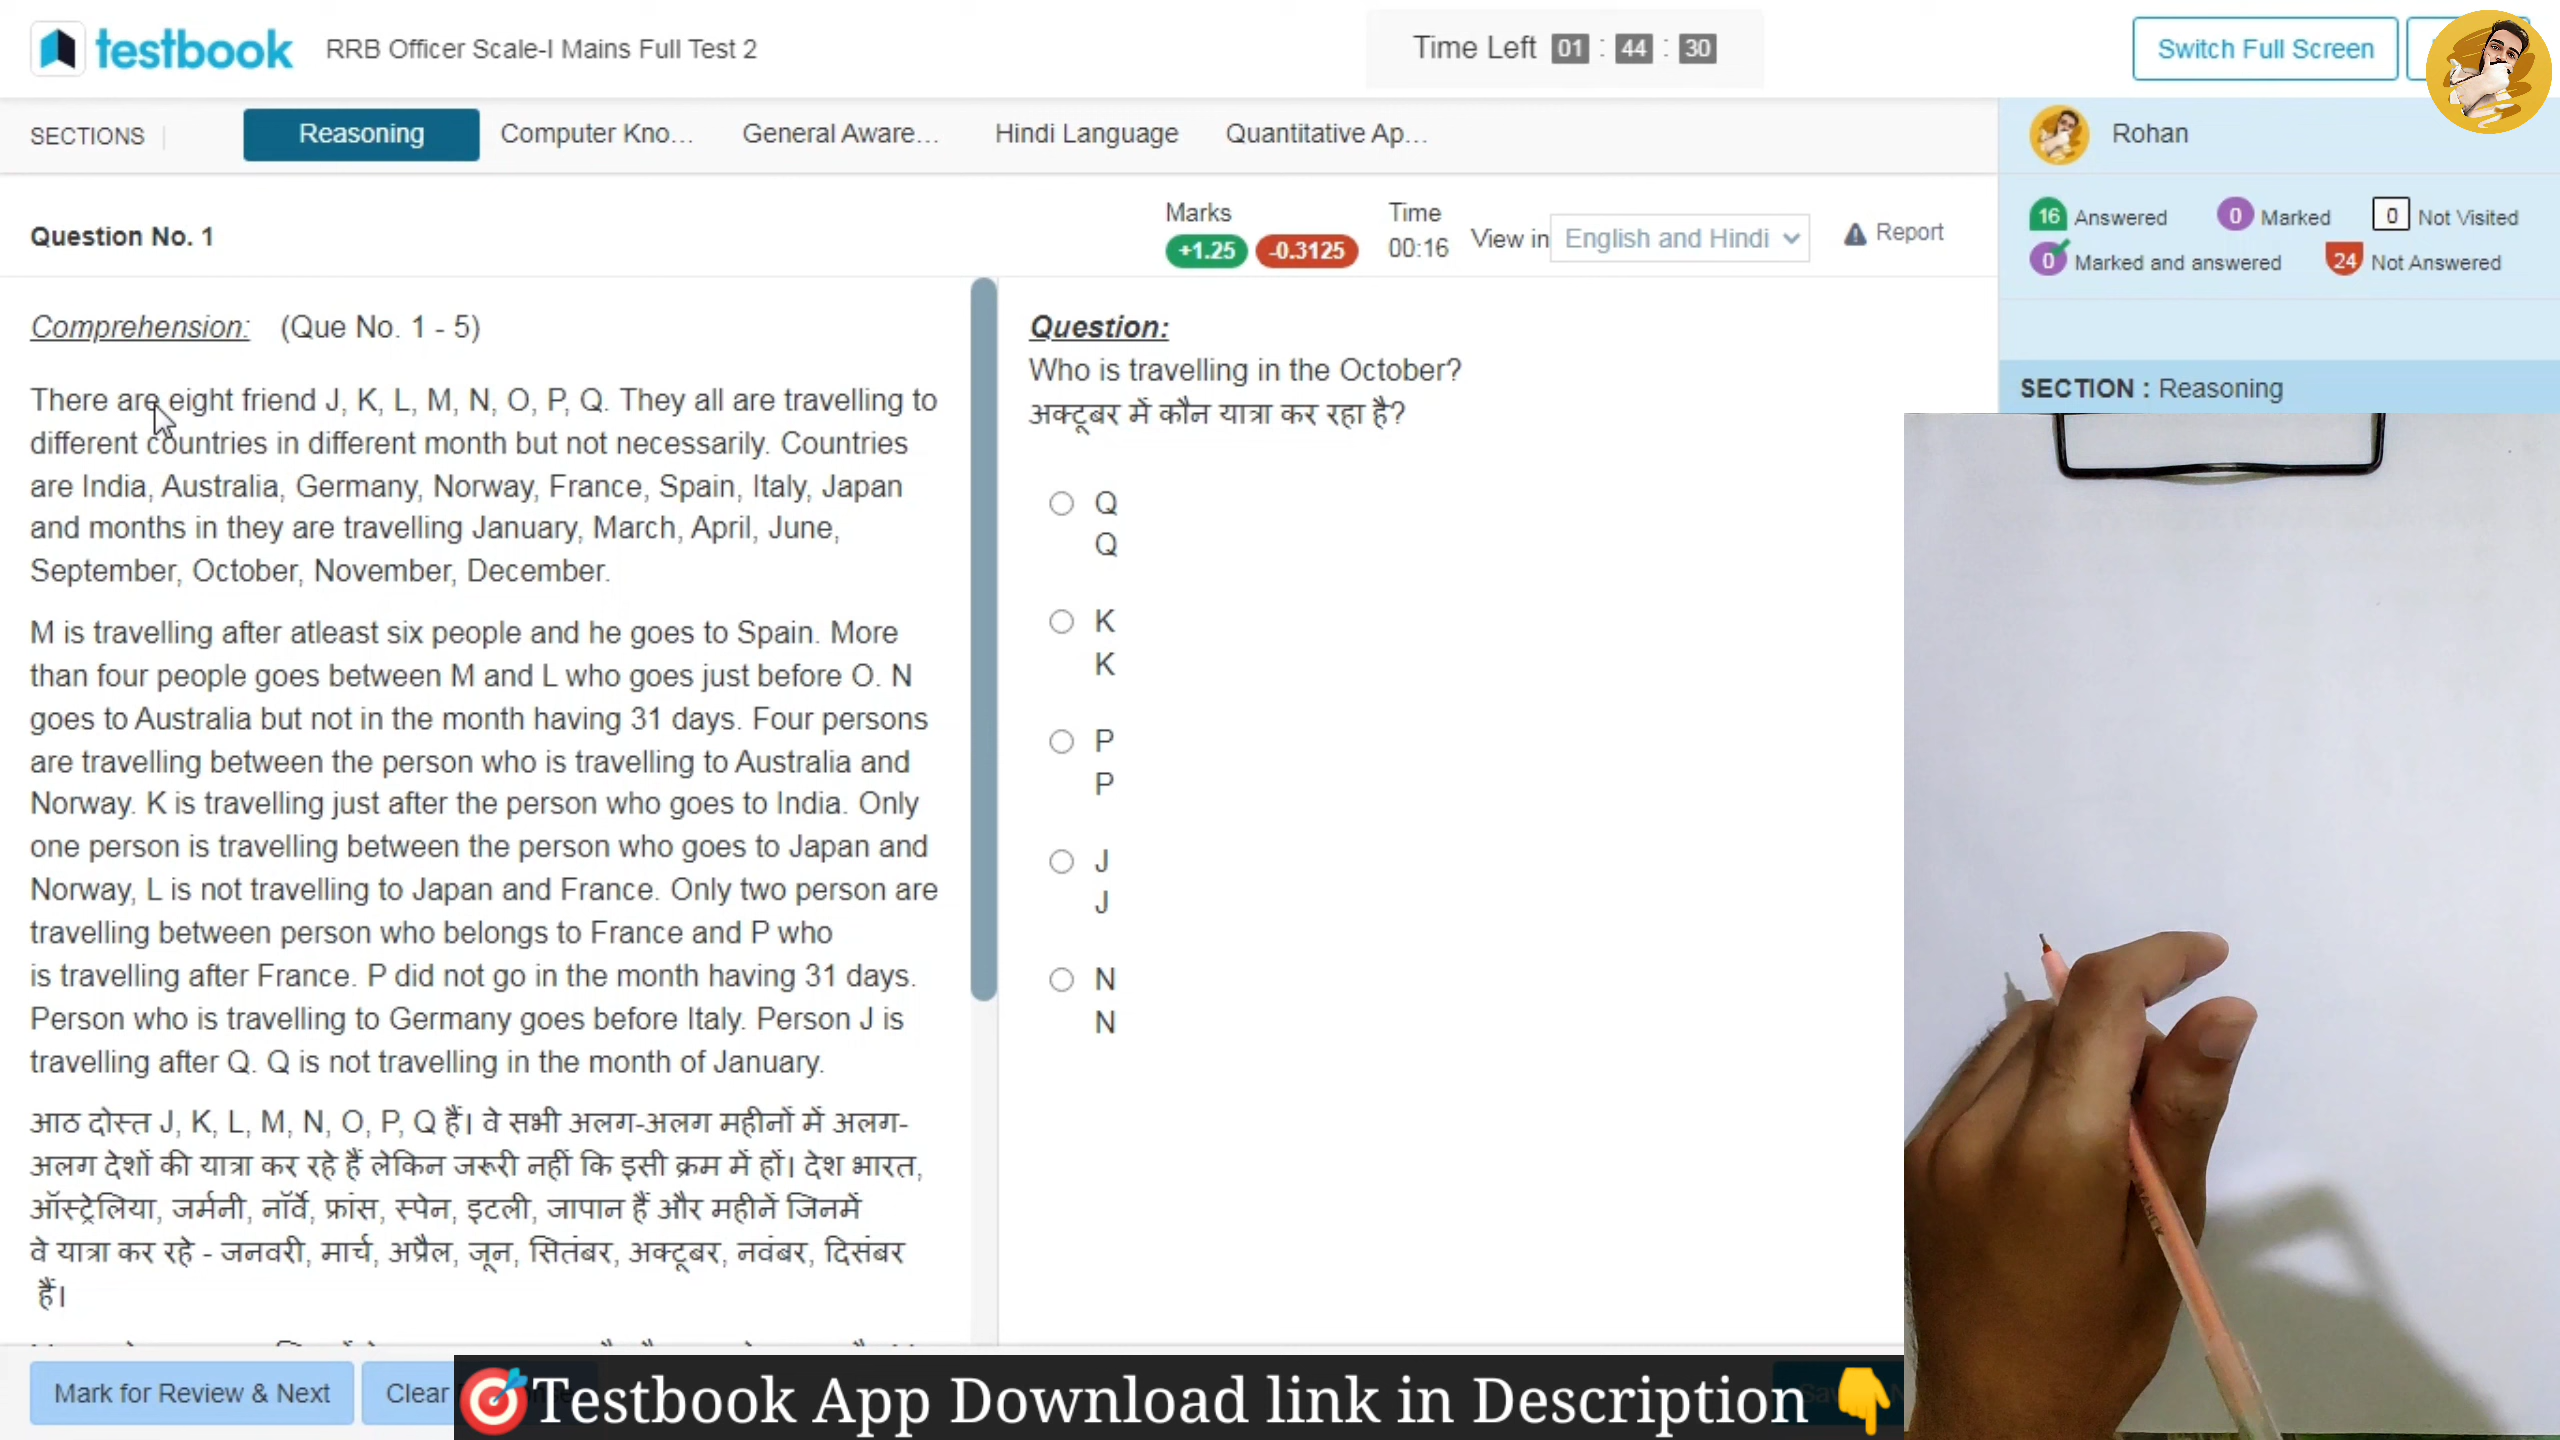 testbook RRB Officer Scale-I Mains Full Test 2 Time Left 01 : 44 : 30 Switch Full Screen
SECTIONS Reasoning Computer Kno... General Aware... Hindi Language Quantitative Ap... Rohan
Question No. 1 Marks +1.25 -0.3125 Time 00:16 View in English and Hindi Report
16 Answered 0 Marked 0 Not Visited
0 Marked and answered 24 Not Answered
SECTION : Reasoning
Comprehension: (Que No. 1 - 5)
There are eight friend J, K, L, M, N, O, P, Q. They all are travelling to
different countries in different month but not necessarily. Countries
are India, Australia, Germany, Norway, France, Spain, Italy, Japan
and months in they are travelling January, March, April, June,
September, October, November, December.
M is travelling after atleast six people and he goes to Spain. More
than four people goes between M and L who goes just before O. N
goes to Australia but not in the month having 31 days. Four persons
are travelling between the person who is travelling to Australia and
Norway. K is travelling just after the person who goes to India. Only
one person is travelling between the person who goes to Japan and
Norway, L is not travelling to Japan and France. Only two person are
travelling between person who belongs to France and P who
is travelling after France. P did not go in the month having 31 days.
Person who is travelling to Germany goes before Italy. Person J is
travelling after Q. Q is not travelling in the month of January.
आठ दोस्त J, K, L, M, N, O, P, Q हैं। वे सभी अलग-अलग महीनों में अलग-
अलग देशों की यात्रा कर रहे हैं लेकिन जरूरी नहीं कि इसी क्रम में हों। देश भारत,
ऑस्ट्रेलिया, जर्मनी, नॉर्वे, फ्रांस, स्पेन, इटली, जापान हैं और महीनें जिनमें
वे यात्रा कर रहे - जनवरी, मार्च, अप्रैल, जून, सितंबर, अक्टूबर, नवंबर, दिसंबर
हैं।
Question:
Who is travelling in the October?
अक्टूबर में कौन यात्रा कर रहा है?
Q
Q
K
K
P
P
J
J
N
N
Mark for Review & Next Clear
Testbook App Download link in Description